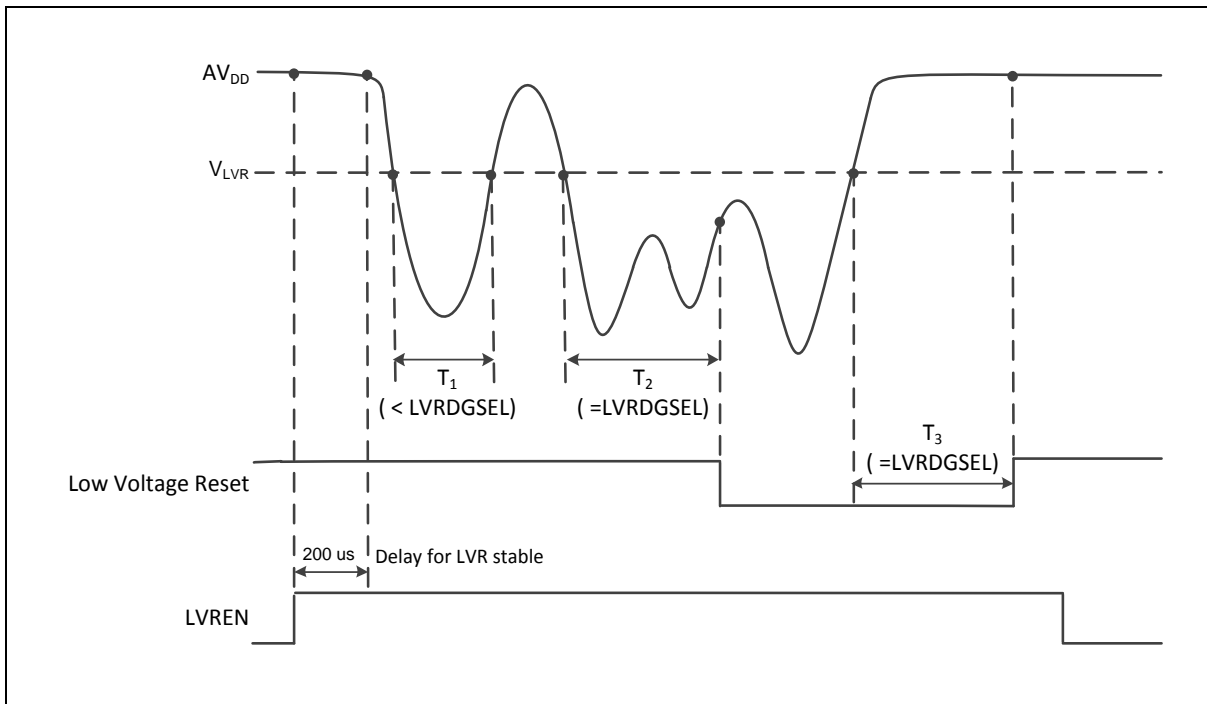 AVDD
VLVR
T1
( < LVRDGSEL)
T2
( =LVRDGSEL)
T3
( =LVRDGSEL)
Low Voltage Reset
200 us
Delay for LVR stable
LVREN